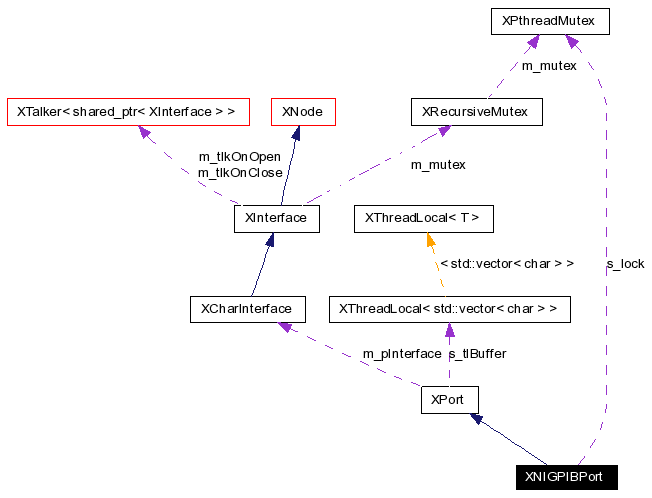 XPthreadMutex
m_mutex
XTalker< shared_ptr< XInterface > >
XNode
XRecursiveMutex
m_tlkOnOpen
m_tlkOnClose
m_mutex
XInterface
XThreadLocal< T >
< std::vector< char > >
s_lock
XCharInterface
XThreadLocal< std::vector< char > >
m_pInterface
s_tlBuffer
XPort
XNIGPIBPort